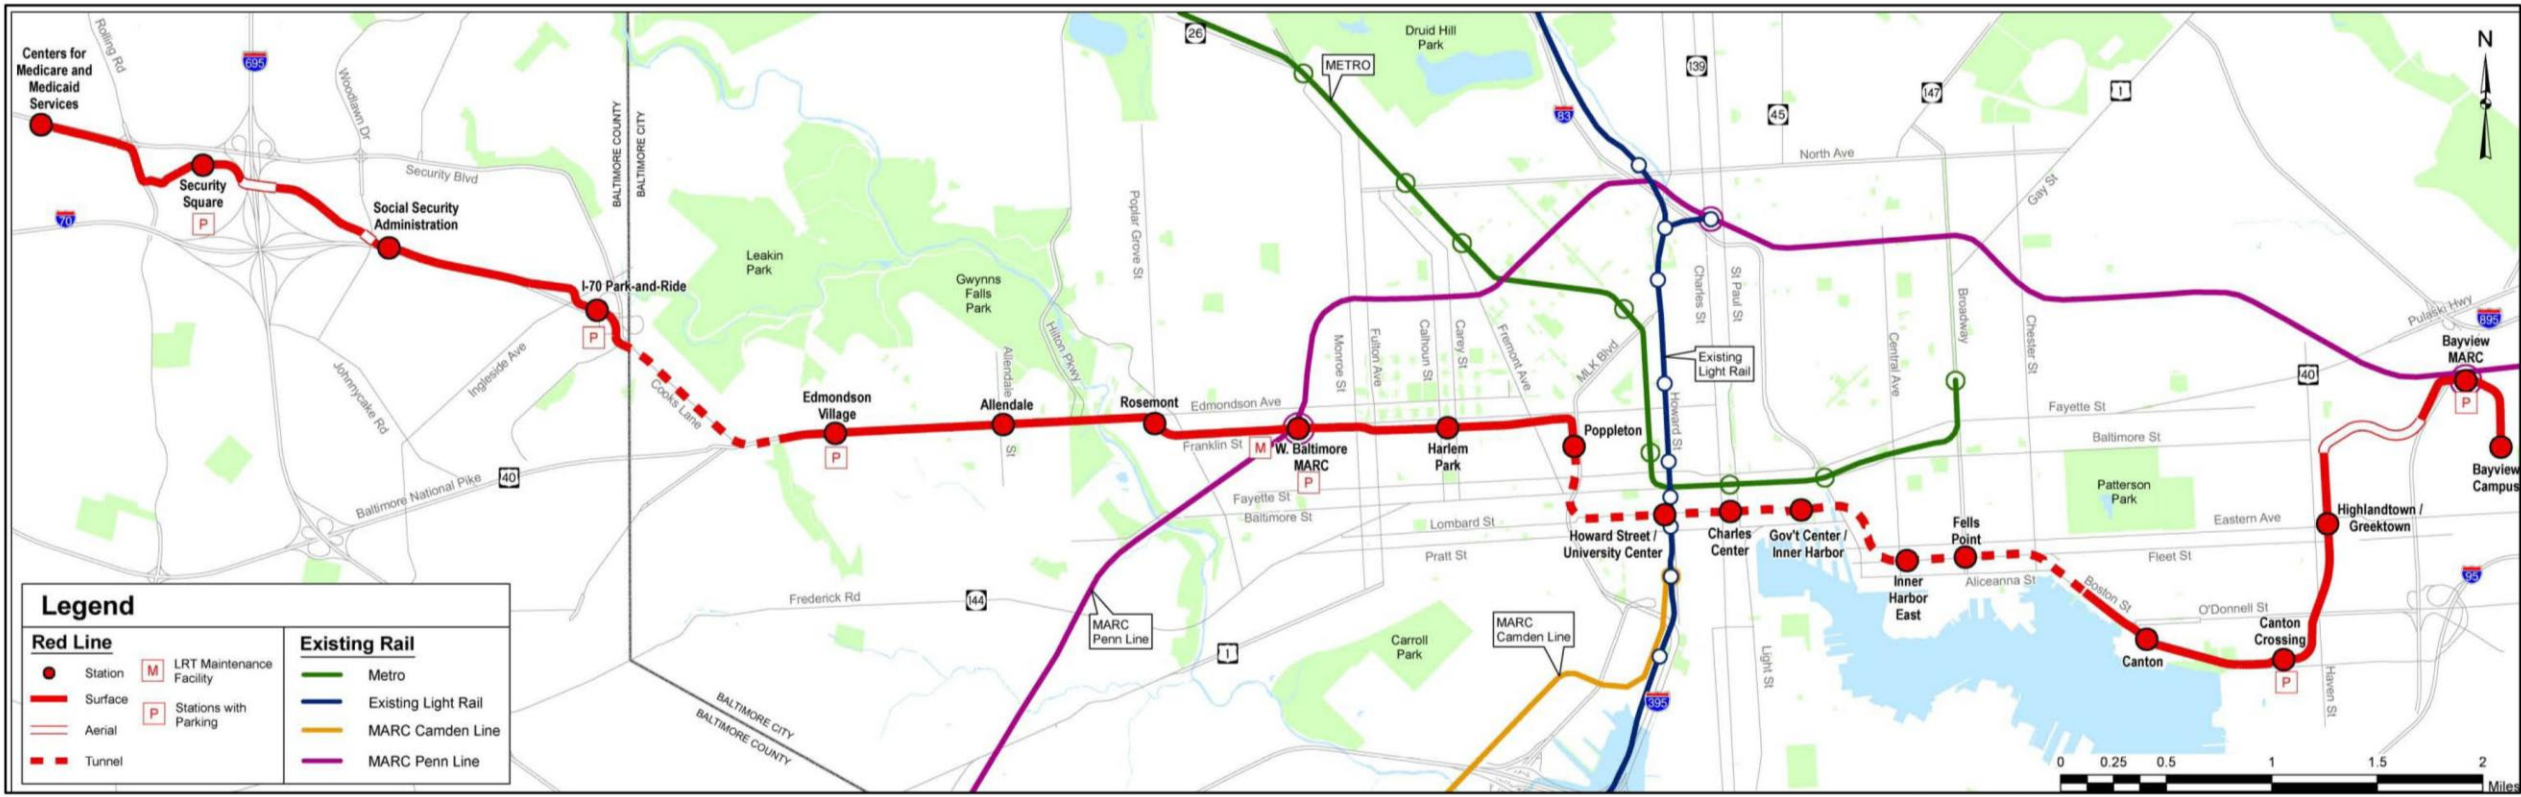 Centers for
Medicare and
Medicaid
Services
Rolling Rd
695
Woodlawn Dr
Security Blvd
Security
Square
P
70
Social Security
Administration
I-70 Park-and-Ride
P
BALTIMORE COUNTY
BALTIMORE CITY
Johnnycake Rd
Ingleside Ave
Cooks Lane
Baltimore National Pike
40
Leakin
Park
Gwynns
Falls
Park
Edmondson
Village
P
Allendale
Allendale
St
Hilton Pkwy
Poplar Grove St
Rosemont
Edmondson Ave
Franklin St
M
W. Baltimore
MARC
P
Fayette St
Baltimore St
Frederick Rd
144
MARC
Penn Line
1
BALTIMORE CITY
BALTIMORE COUNTY
26
METRO
Druid Hill
Park
83
139
45
147
1
North Ave
Gay St
Monroe St
Fulton Ave
Calhoun St
Carey St
Fremont Ave
MLK Blvd
Existing
Light Rail
Howard St
Charles St
St Paul St
Central Ave
Broadway
Chester St
Harlem
Park
Poppleton
Lombard St
Pratt St
Howard Street /
University Center
Charles
Center
Gov't Center /
Inner Harbor
Inner
Harbor
East
Fells
Point
Aliceanna St
Boston St
Carroll
Park
MARC
Camden Line
395
Light St
Fayette St
Baltimore St
Patterson
Park
Eastern Ave
Fleet St
O'Donnell St
Canton
Canton
Crossing
P
Haven St
Highlandtown /
Greektown
95
40
Pulaski Hwy
895
Bayview
MARC
P
Bayview
Campus
N
0 0.25 0.5 1 1.5 2
Miles
Legend
Red Line
Station
M
LRT Maintenance
Facility
Surface
P
Stations with
Parking
Aerial
Tunnel
Existing Rail
Metro
Existing Light Rail
MARC Camden Line
MARC Penn Line